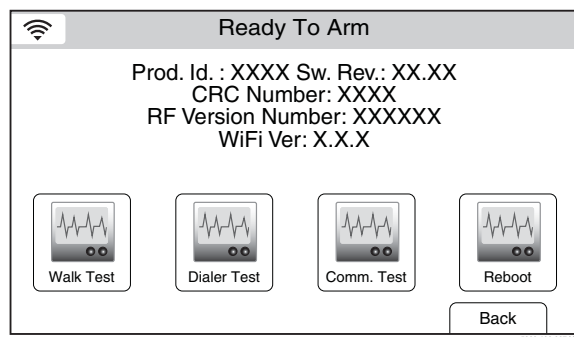 Ready To Arm
Prod. Id. : XXXX Sw. Rev.: XX.XX
CRC Number: XXXX
RF Version Number: XXXXXX
WiFi Ver: X.X.X
Walk Test
Dialer Test
Comm. Test
Reboot
Back